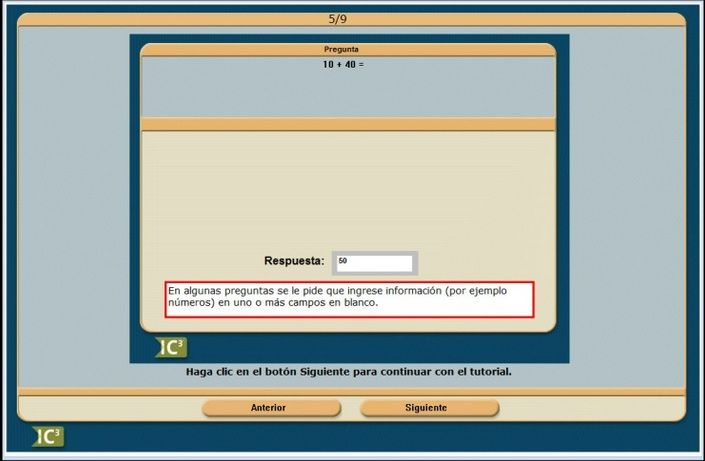 5/9
Pregunta
10 + 40 =
Respuesta: 50
En algunas preguntas se le pide que ingrese información (por ejemplo
números) en uno o más campos en blanco.
IC³
Haga clic en el botón Siguiente para continuar con el tutorial.
Anterior Siguiente
IC³